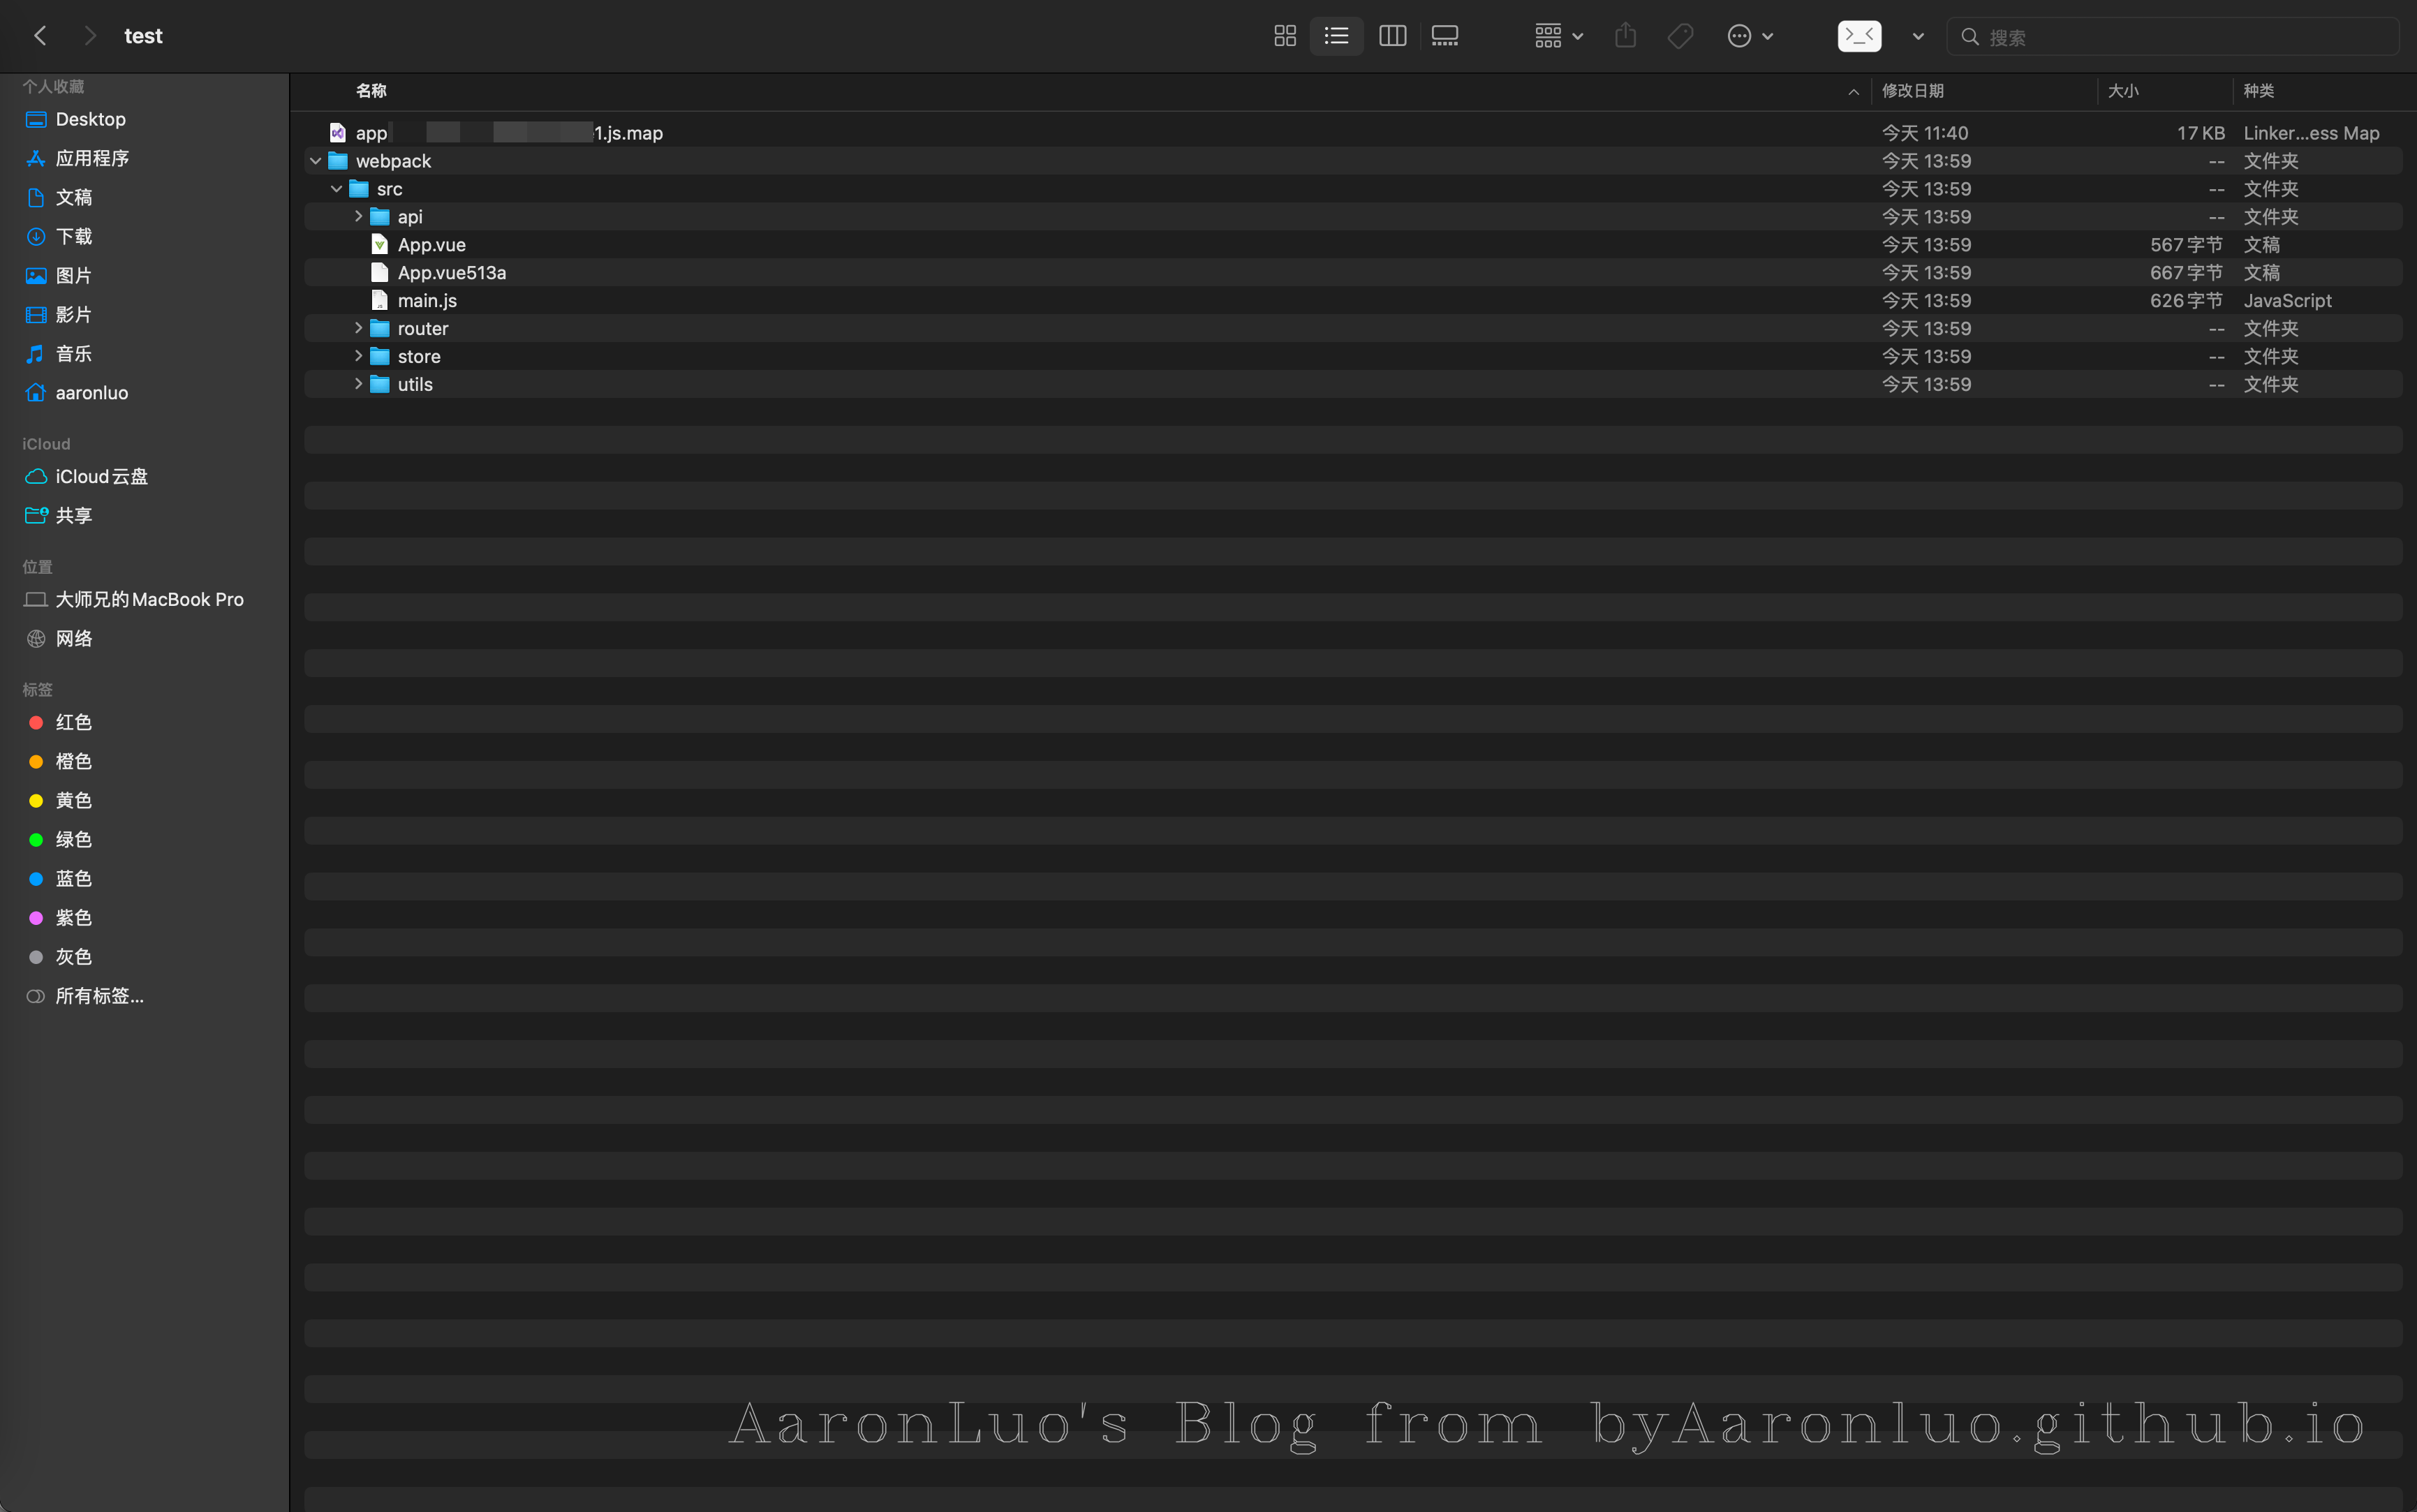 test
搜索
个人收藏
Desktop
应用程序
文稿
下载
图片
影片
音乐
aaronluo
iCloud
iCloud云盘
共享
位置
大师兄的MacBook Pro
网络
标签
红色
橙色
黄色
绿色
蓝色
紫色
灰色
所有标签...
名称 修改日期 大小 种类
app 1.js.map 今天 11:40 17 KB Linker...ess Map
webpack 今天 13:59 -- 文件夹
src 今天 13:59 -- 文件夹
api 今天 13:59 -- 文件夹
App.vue 今天 13:59 567 字节 文稿
App.vue513a 今天 13:59 667 字节 文稿
main.js 今天 13:59 626 字节 JavaScript
router 今天 13:59 -- 文件夹
store 今天 13:59 -- 文件夹
utils 今天 13:59 -- 文件夹
AaronLuo's Blog from byAaronluo.github.io